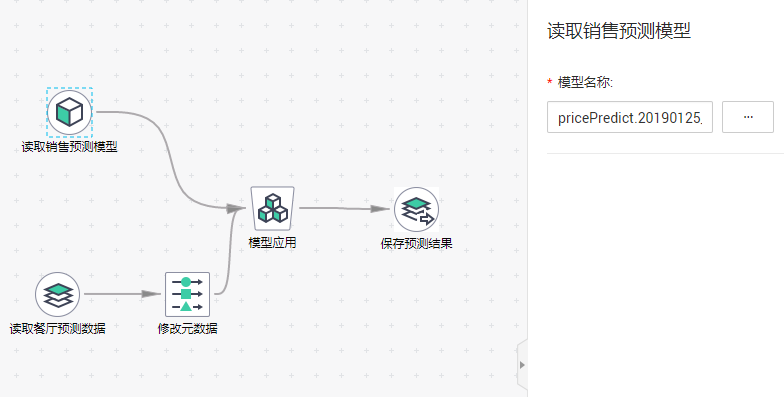 读取销售预测模型
* 模型名称:
pricePredict.20190125.
...
读取销售预测模型
模型应用
保存预测结果
读取餐厅预测数据
修改元数据